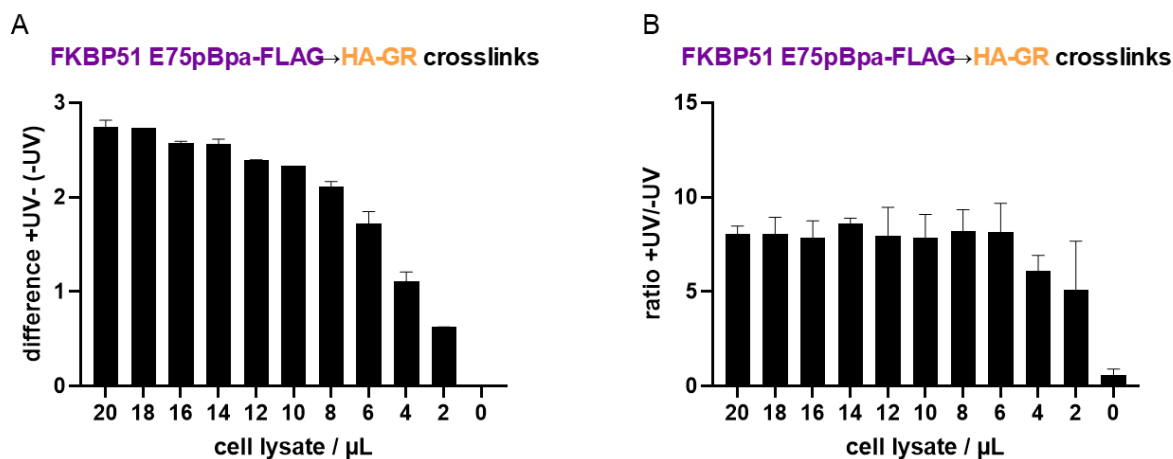 A
FKBP51 E75pBpa-FLAG→HA-GR crosslinks
difference +UV- (-UV)
3
2
1
0
20 18 16 14 12 10 8 6 4 2 0
cell lysate / µL
B
FKBP51 E75pBpa-FLAG→HA-GR crosslinks
ratio +UV/-UV
15
10
5
0
20 18 16 14 12 10 8 6 4 2 0
cell lysate / µL